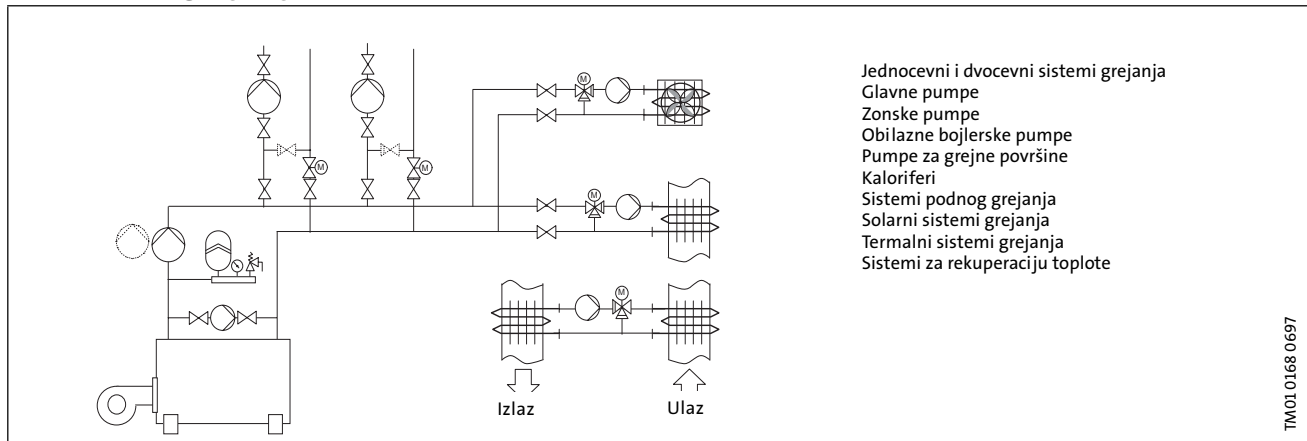 M
M
M
M
M
Izlaz
Ulaz
Jednocevni i dvocevni sistemi grejanja
Glavne pumpe
Zonske pumpe
Obilazne bojlerske pumpe
Pumpe za grejne površine
Kaloriferi
Sistemi podnog grejanja
Solarni sistemi grejanja
Termalni sistemi grejanja
Sistemi za rekuperaciju toplote
TM01 0168 0697